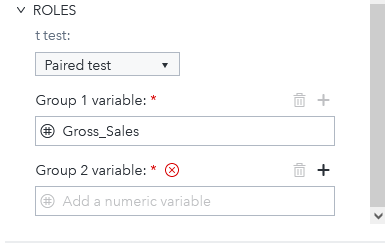 ROLES
t test:
Paired test
Group 1 variable: *
Gross_Sales
Group 2 variable: *
Add a numeric variable